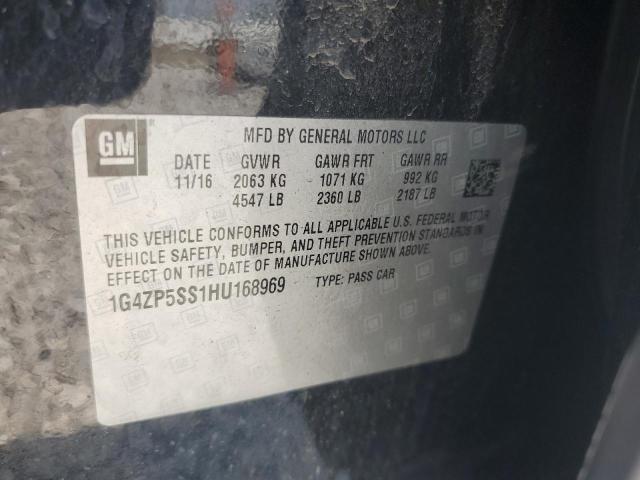 GM
MFD BY GENERAL MOTORS LLC
DATE GVWR GAWR FRT GAWR RR
11/16 2063 KG 1071 KG 992 KG
4547 LB 2360 LB 2187 LB
THIS VEHICLE CONFORMS TO ALL APPLICABLE U.S. FEDERAL MOTOR
VEHICLE SAFETY, BUMPER, AND THEFT PREVENTION STANDARDS IN
EFFECT ON THE DATE OF MANUFACTURE SHOWN ABOVE.
1G4ZP5SS1HU168969 TYPE: PASS CAR